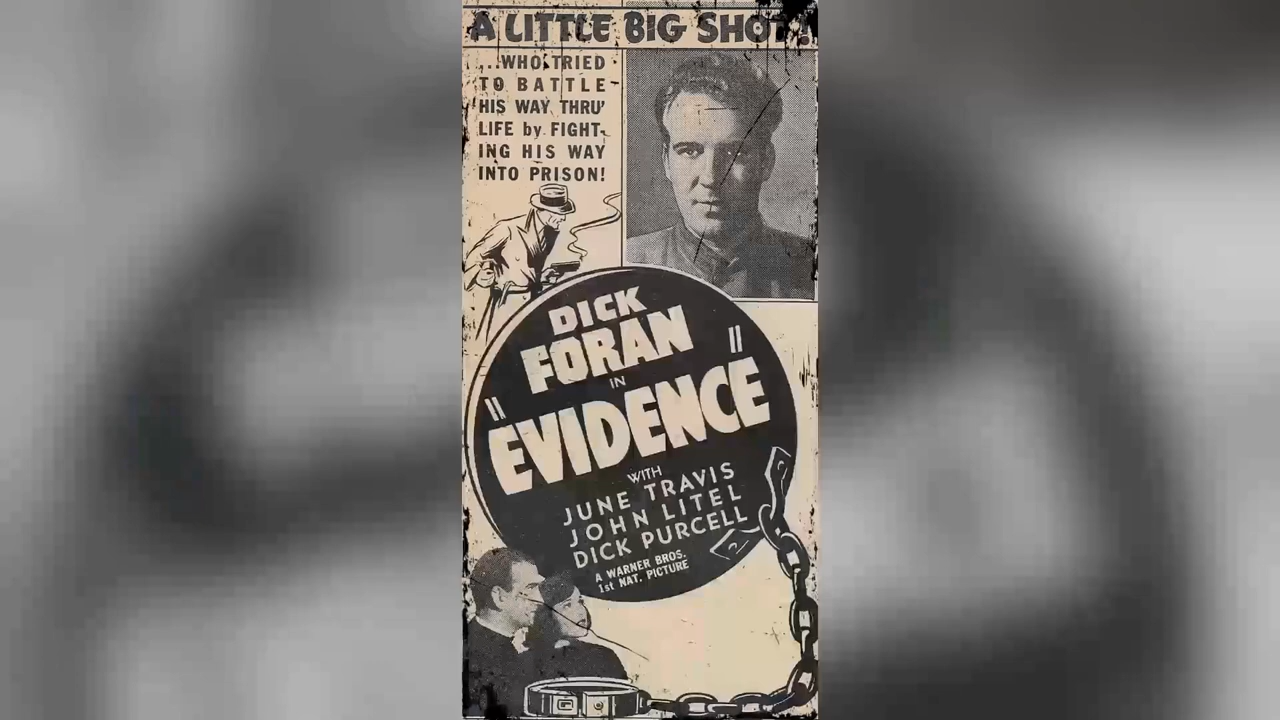 A LITTLE BIG SHOT!
...WHO TRIED
TO BATTLE
HIS WAY THRU'
LIFE by FIGHT-
ING HIS WAY
INTO PRISON!
DICK
FORAN
IN
"EVIDENCE"
WITH
JUNE TRAVIS
JOHN LITEL
DICK PURCELL
A WARNER BROS.
1st NAT. PICTURE